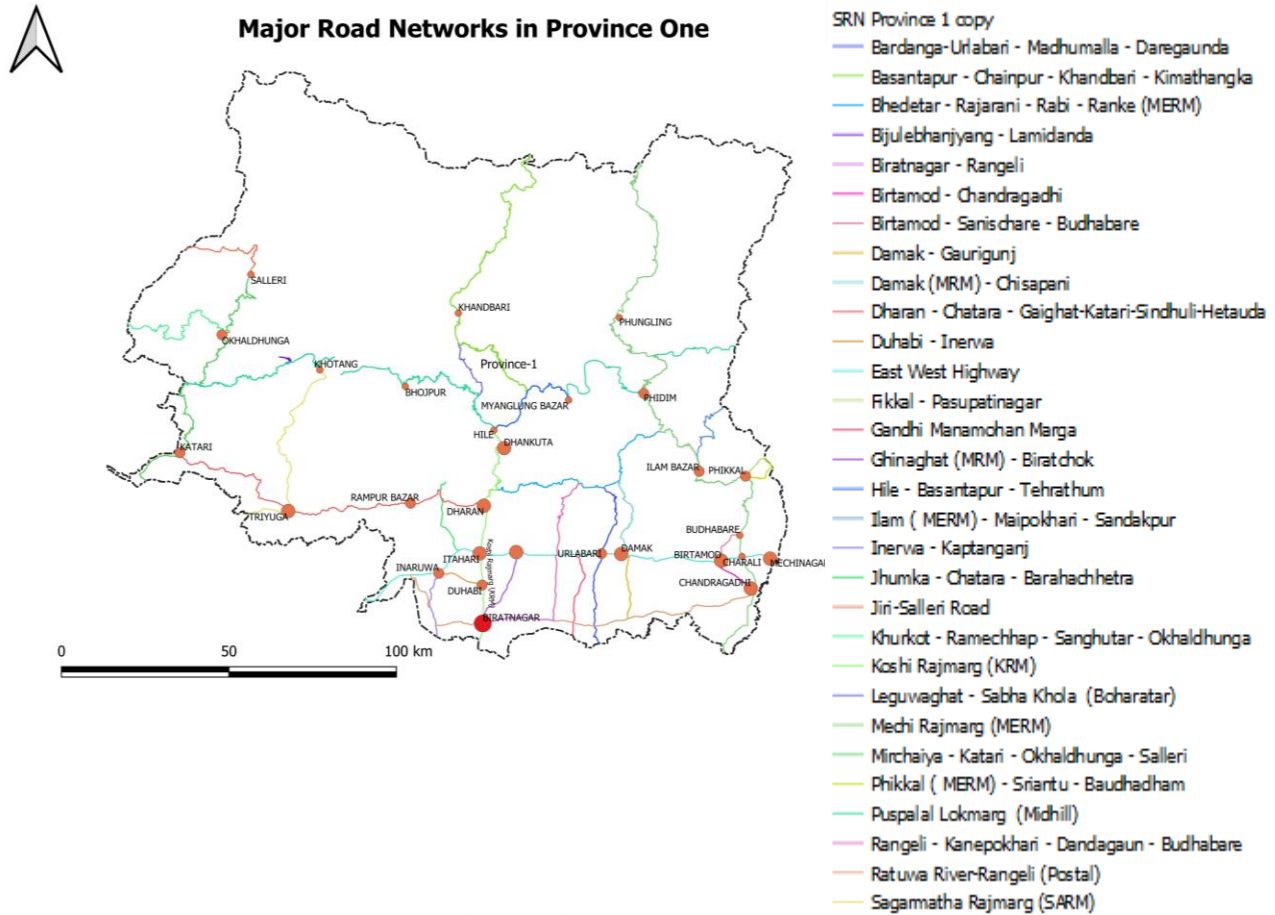 Major Road Networks in Province One
SALLERI
OKHALDHUNGA
KHANDBARI
PHUNGLING
KHOTANG
Province-1
BHOJPUR
MYANGLUNG BAZAR
PHIDIM
HILE
DHANKUTA
KATARI
ILAM BAZAR
PHIKKAL
RAMPUR BAZAR
TRIYUGA
DHARAN
BUDHABARE
ITAHARI
Koshi Rajmarg (KRM)
URLABARI
DAMAK
BIRTAMOD
CHARALI
MECHINAGAR
INARUWA
DUHABI
CHANDRAGADHI
BIRATNAGAR
0 50 100 km
SRN Province 1 copy
Bardanga-Urlabari - Madhumalla - Daregaunda
Basantapur - Chainpur - Khandbari - Kimathangka
Bhedetar - Rajarani - Rabi - Ranke (MERM)
Bijulebhanjyang - Lamidanda
Biratnagar - Rangeli
Birtamod - Chandragadhi
Birtamod - Sanischare - Budhabare
Damak - Gaurigunj
Damak (MRM) - Chisapani
Dharan - Chatara - Gaighat-Katari-Sindhuli-Hetauda
Duhabi - Inerwa
East West Highway
Fikkal - Pasupatinagar
Gandhi Manamohan Marga
Ghinaghat (MRM) - Biratchok
Hile - Basantapur - Tehrathum
Ilam ( MERM) - Maipokhari - Sandakpur
Inerwa - Kaptanganj
Jhumka - Chatara - Barahachhetra
Jiri-Salleri Road
Khurkot - Ramechhap - Sanghutar - Okhaldhunga
Koshi Rajmarg (KRM)
Leguwaghat - Sabha Khola (Boharatar)
Mechi Rajmarg (MERM)
Mirchaiya - Katari - Okhaldhunga - Salleri
Phikkal ( MERM) - Sriantu - Baudhadham
Puspalal Lokmarg (Midhill)
Rangeli - Kanepokhari - Dandagaun - Budhabare
Ratuwa River-Rangeli (Postal)
Sagarmatha Rajmarg (SARM)